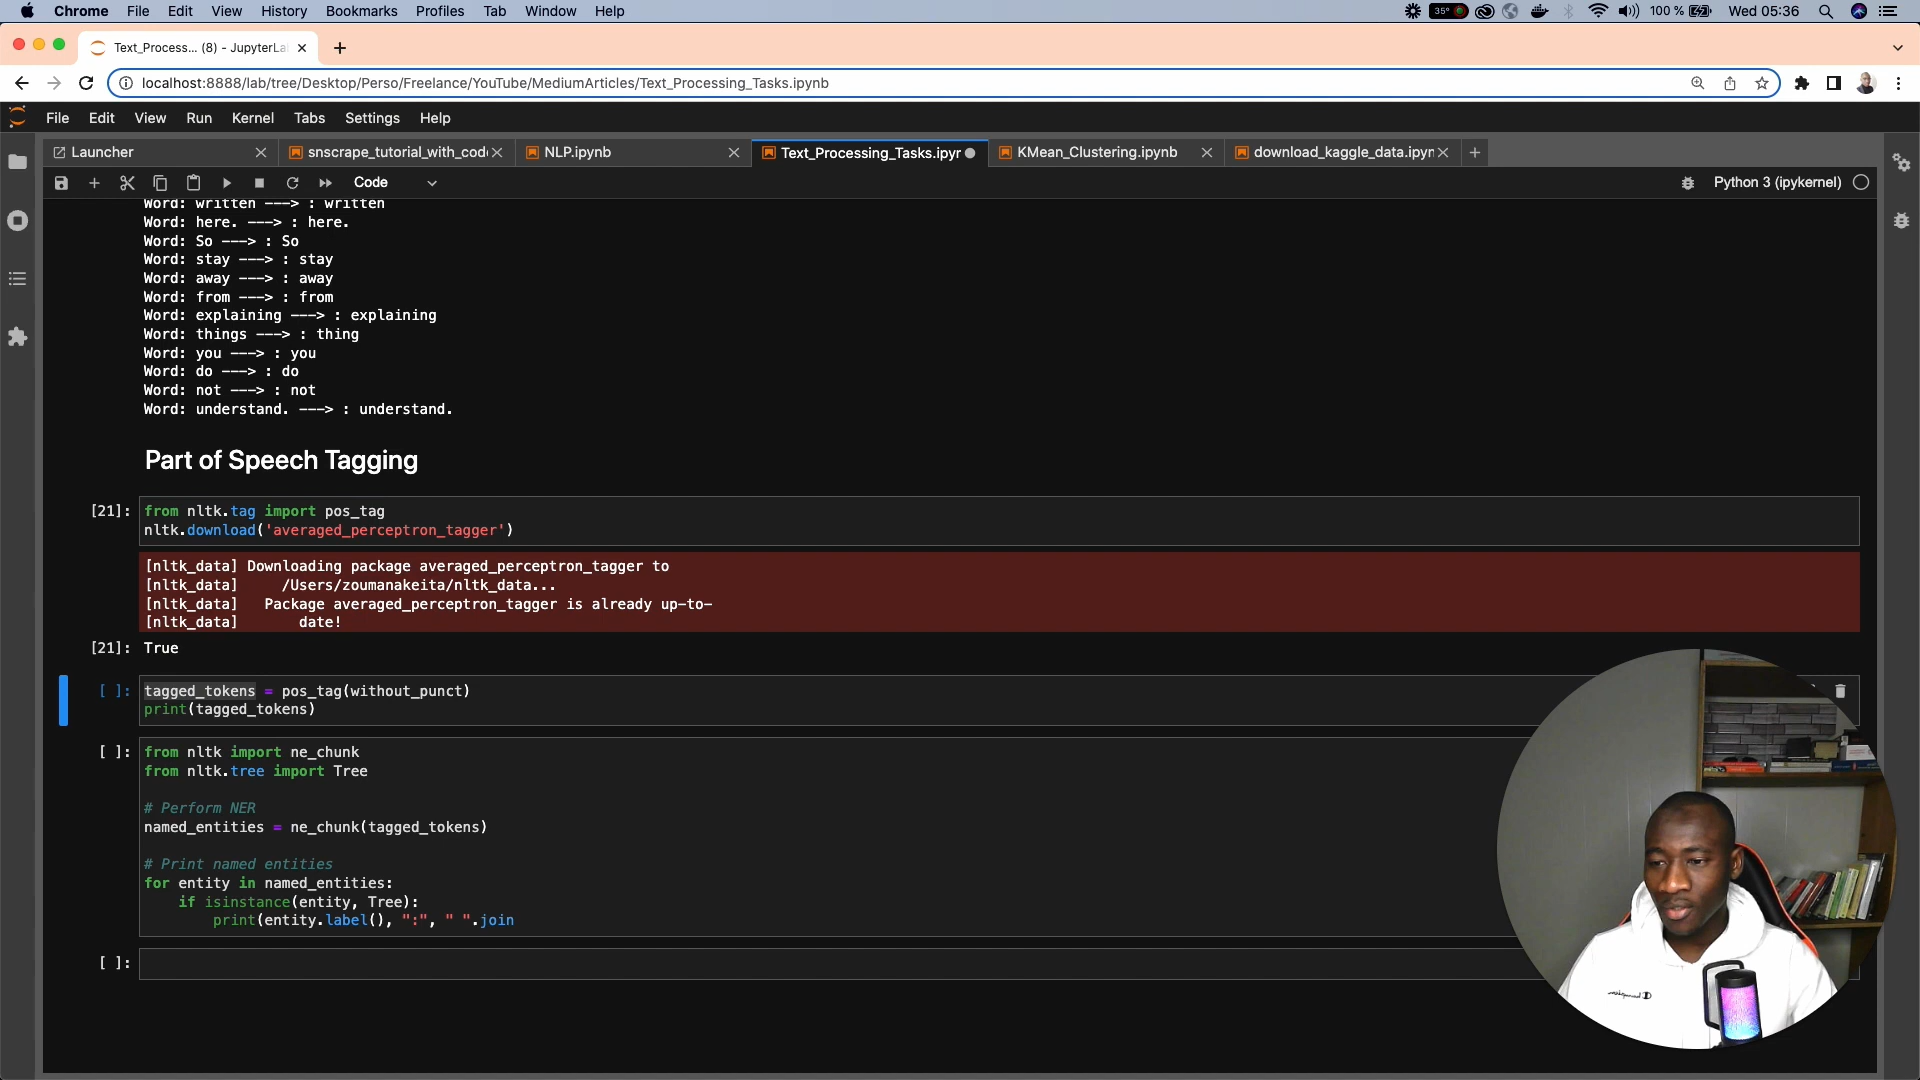 Chrome File Edit View History Bookmarks Profiles Tab Window Help 35° 100 % Wed 05:36
Text_Process... (8) - JupyterLa
localhost:8888/lab/tree/Desktop/Perso/Freelance/YouTube/MediumArticles/Text_Processing_Tasks.ipynb
File Edit View Run Kernel Tabs Settings Help
Launcher snscrape_tutorial_with_cod NLP.ipynb Text_Processing_Tasks.ipyr KMean_Clustering.ipynb download_kaggle_data.ipyr
Code Python 3 (ipykernel)
Word: written ---> : written
Word: here. ---> : here.
Word: So ---> : So
Word: stay ---> : stay
Word: away ---> : away
Word: from ---> : from
Word: explaining ---> : explaining
Word: things ---> : thing
Word: you ---> : you
Word: do ---> : do
Word: not ---> : not
Word: understand. ---> : understand.
Part of Speech Tagging
[21]: from nltk.tag import pos_tag
nltk.download('averaged_perceptron_tagger')
[nltk_data] Downloading package averaged_perceptron_tagger to
[nltk_data]     /Users/zoumanakeita/nltk_data...
[nltk_data]   Package averaged_perceptron_tagger is already up-to-
[nltk_data]       date!
[21]: True
[ ]: tagged_tokens = pos_tag(without_punct)
print(tagged_tokens)
[ ]: from nltk import ne_chunk
from nltk.tree import Tree
# Perform NER
named_entities = ne_chunk(tagged_tokens)
# Print named entities
for entity in named_entities:
    if isinstance(entity, Tree):
        print(entity.label(), ":", " ".join
[ ]: